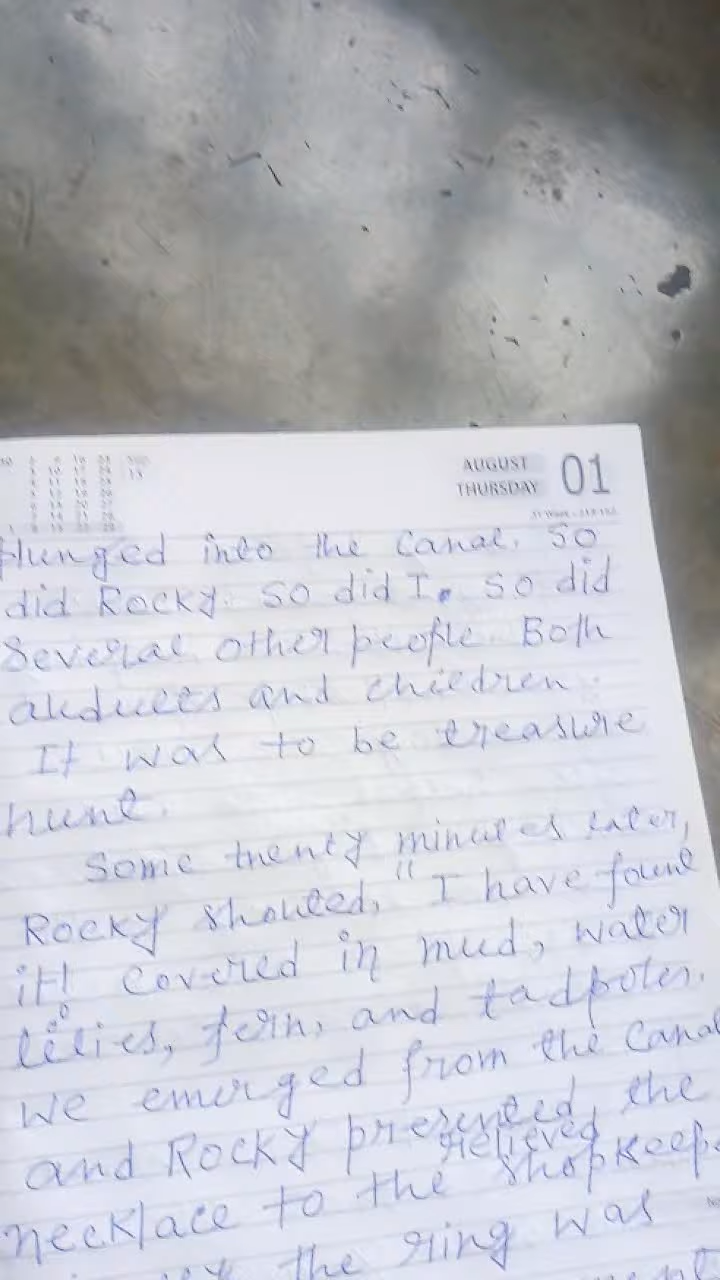 AUGUST
THURSDAY 01
Plunged into the Canal. So
did Rocky. So did I. So did
Several other people. Both
and children
It was to be treasure
hunt.
Some twenty minutes later,
Rocky shouted, "I have found
it! Covered in mud, water
lilies, fern, and tadpoles.
we emerged from the Canal
and Rocky presented the
relieved
necklace to the shopkeep
the ring was